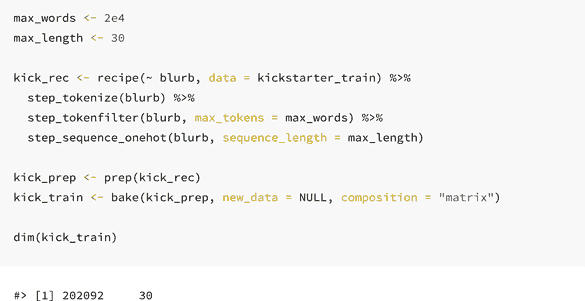 max_words <- 2e4
max_length <- 30
kick_rec <- recipe(~ blurb, data = kickstarter_train) %>%
  step_tokenize(blurb) %>%
  step_tokenfilter(blurb, max_tokens = max_words) %>%
  step_sequence_onehot(blurb, sequence_length = max_length)
kick_prep <- prep(kick_rec)
kick_train <- bake(kick_prep, new_data = NULL, composition = "matrix")
dim(kick_train)
#> [1] 202092     30